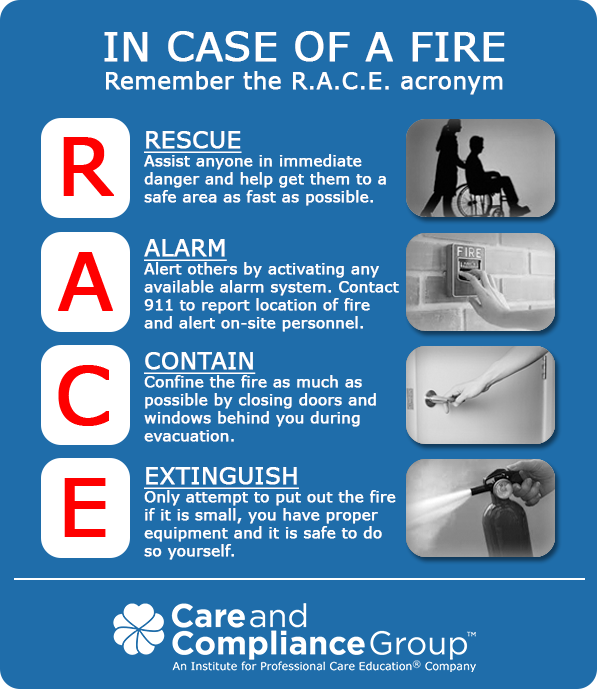 IN CASE OF A FIRE
Remember the R.A.C.E. acronym
R
RESCUE
Assist anyone in immediate
danger and help get them to a
safe area as fast as possible.
A
ALARM
Alert others by activating any
available alarm system. Contact
911 to report location of fire
and alert on-site personnel.
FIRE
C
CONTAIN
Confine the fire as much as
possible by closing doors and
windows behind you during
evacuation.
E
EXTINGUISH
Only attempt to put out the fire
if it is small, you have proper
equipment and it is safe to do
so yourself.
Care and
Compliance Group™
An Institute for Professional Care Education® Company